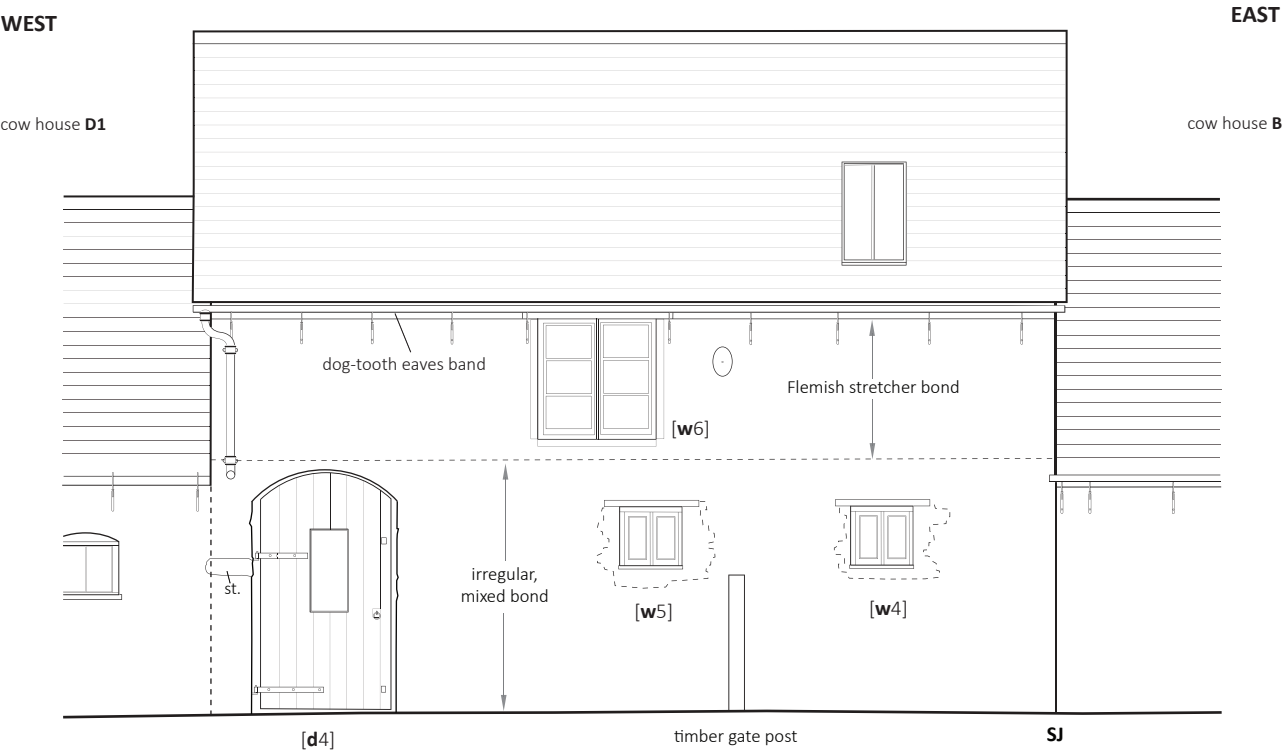 WEST
EAST
cow house D1
cow house B
dog-tooth eaves band
Flemish stretcher bond
[w6]
st.
irregular,
mixed bond
[w5]
[w4]
[d4]
timber gate post
SJ